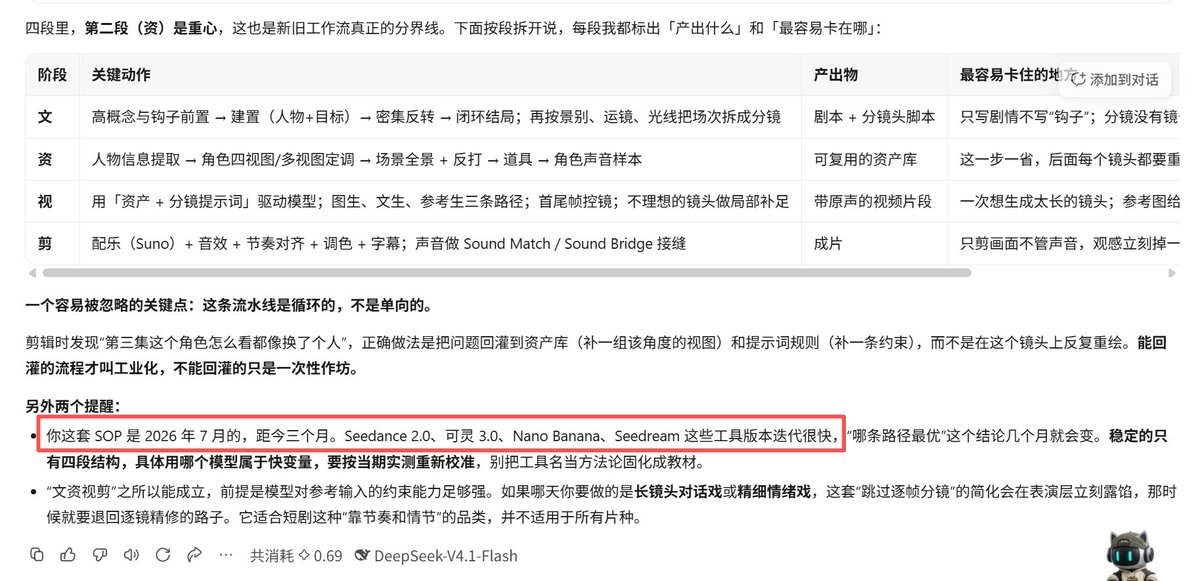 四段里，第二段（资）是重心，这也是新旧工作流真正的分界线。下面按段拆开说，每段我都标出「产出什么」和「最容易卡在哪」：
阶段 关键动作 产出物 最容易卡住的地方
添加到对话
文 高概念与钩子前置 → 建置（人物+目标）→ 密集反转 → 闭环结局；再按景别、运镜、光线把场次拆成分镜 剧本 + 分镜头脚本 只写剧情不写“钩子”；分镜没有镜
资 人物信息提取 → 角色四视图/多视图定调 → 场景全景 + 反打 → 道具 → 角色声音样本 可复用的资产库 这一步一省，后面每个镜头都要重
视 用「资产 + 分镜提示词」驱动模型；图生、文生、参考生三条路径；首尾帧控镜；不理想的镜头做局部补足 带原声的视频片段 一次想生成太长的镜头；参考图给
剪 配乐（Suno）+ 音效 + 节奏对齐 + 调色 + 字幕；声音做 Sound Match / Sound Bridge 接缝 成片 只剪画面不管声音，观感立刻掉一
一个容易被忽略的关键点：这条流水线是循环的，不是单向的。
剪辑时发现“第三集这个角色怎么看都像换了个人”，正确做法是把问题回灌到资产库（补一组该角度的视图）和提示词规则（补一条约束），而不是在这个镜头上反复重绘。能回
灌的流程才叫工业化，不能回灌的只是一次性作坊。
另外两个提醒：
• 你这套 SOP 是 2026 年 7 月的，距今三个月。Seedance 2.0、可灵 3.0、Nano Banana、Seedream 这些工具版本迭代很快，“哪条路径最优”这个结论几个月就会变。稳定的只
有四段结构，具体用哪个模型属于快变量，要按当期实测重新校准，别把工具名当方法论固化成教材。
• “文资视剪”之所以能成立，前提是模型对参考输入的约束能力足够强。如果哪天你要做的是长镜头对话戏或精细情绪戏，这套“跳过逐帧分镜”的简化会在表演层立刻露馅，那时
候就要退回逐镜精修的路子。它适合短剧这种“靠节奏和情节”的品类，并不适用于所有片种。
共消耗 0.69 DeepSeek-V4.1-Flash